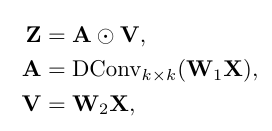 Z = A ⊙ V,
A = DConv_{k×k}(W_1X),
V = W_2X,